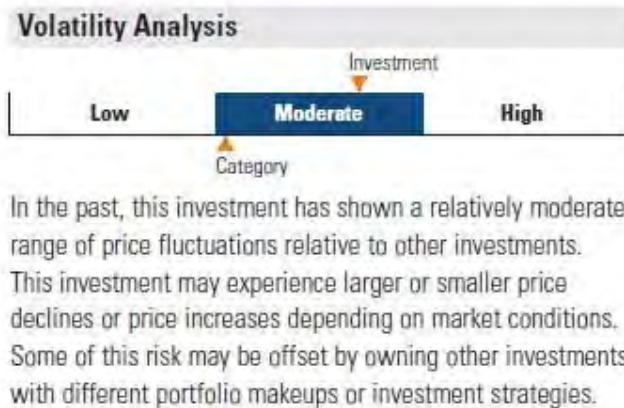 Volatility Analysis
Investment
Low Moderate High
Category
In the past, this investment has shown a relatively moderate
range of price fluctuations relative to other investments.
This investment may experience larger or smaller price
declines or price increases depending on market conditions.
Some of this risk may be offset by owning other investments
with different portfolio makeups or investment strategies.